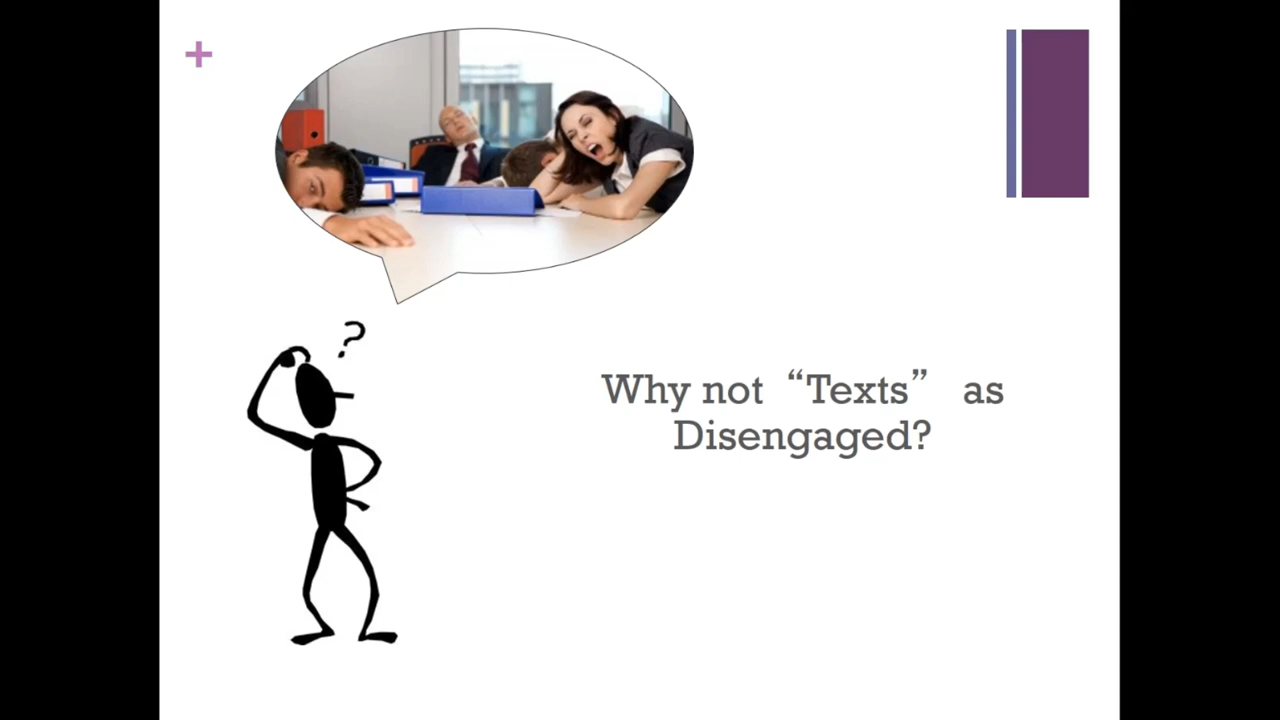 ?
Why not “Texts” as
Disengaged?